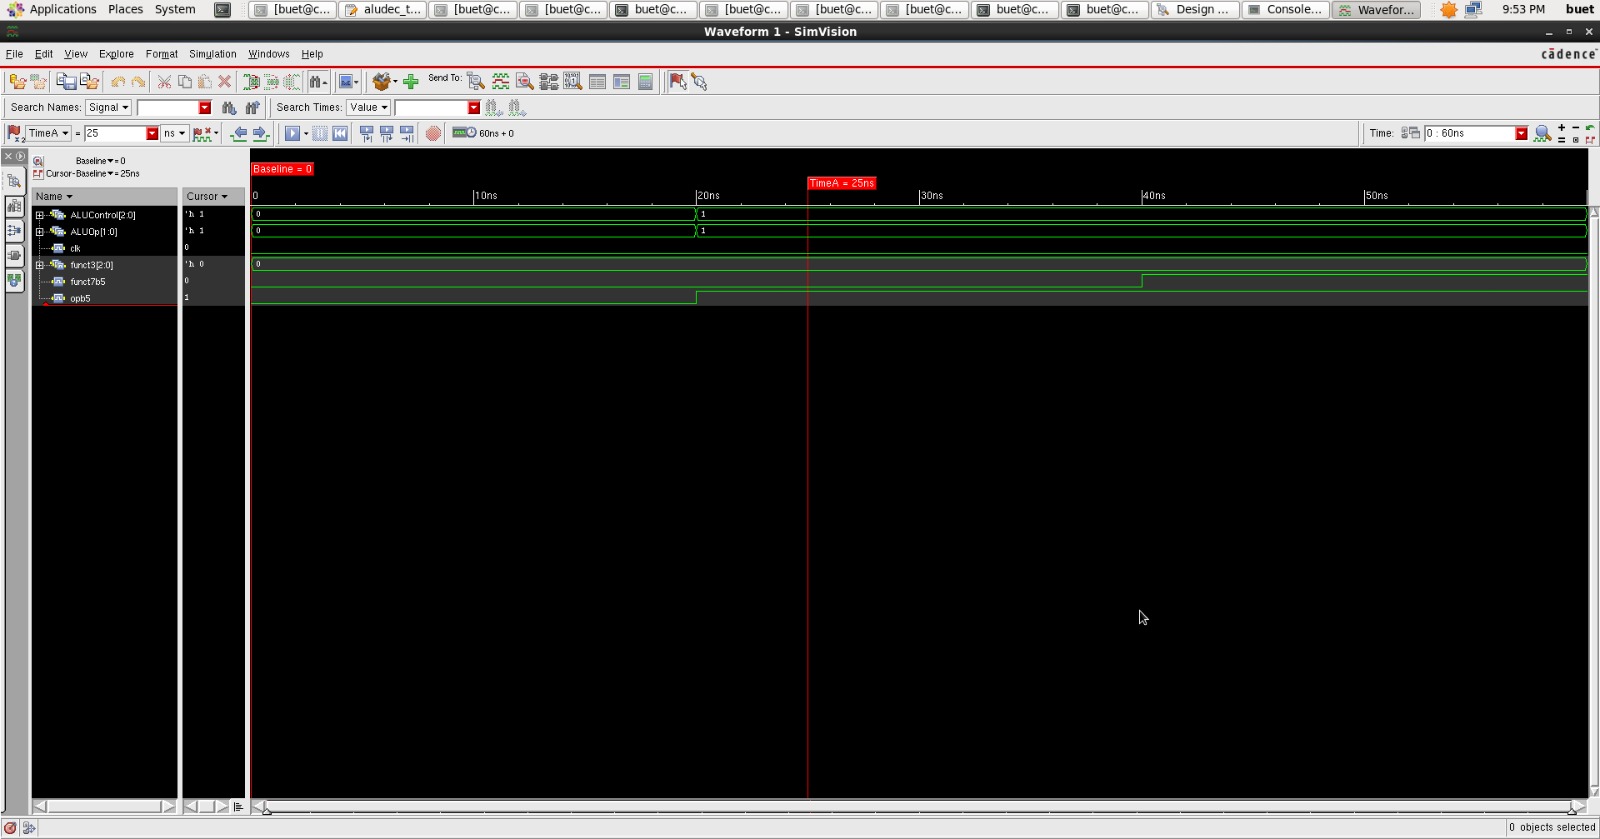 Applications Places System [buet@c... aludec_t... [buet@c... [buet@c... buet@c... [buet@c... [buet@c... [buet@c... buet@c... buet@c... Design ... Console... Wavefor... 9:53 PM buet
Waveform 1 - SimVision
File Edit View Explore Format Simulation Windows Help cādence
Send To:
Search Names: Signal Search Times: Value
TimeA = 25 ns 60ns + 0 Time: 0 : 60ns
Baseline = 0
Cursor-Baseline = 25ns
Baseline = 0
TimeA = 25ns
Name Cursor 0 10ns 20ns 30ns 40ns 50ns
ALUControl[2:0] 'h 1 0 1
ALUOp[1:0] 'h 1 0 1
clk 0
funct3[2:0] 'h 0 0
funct7b5 0
opb5 1
0 objects selected